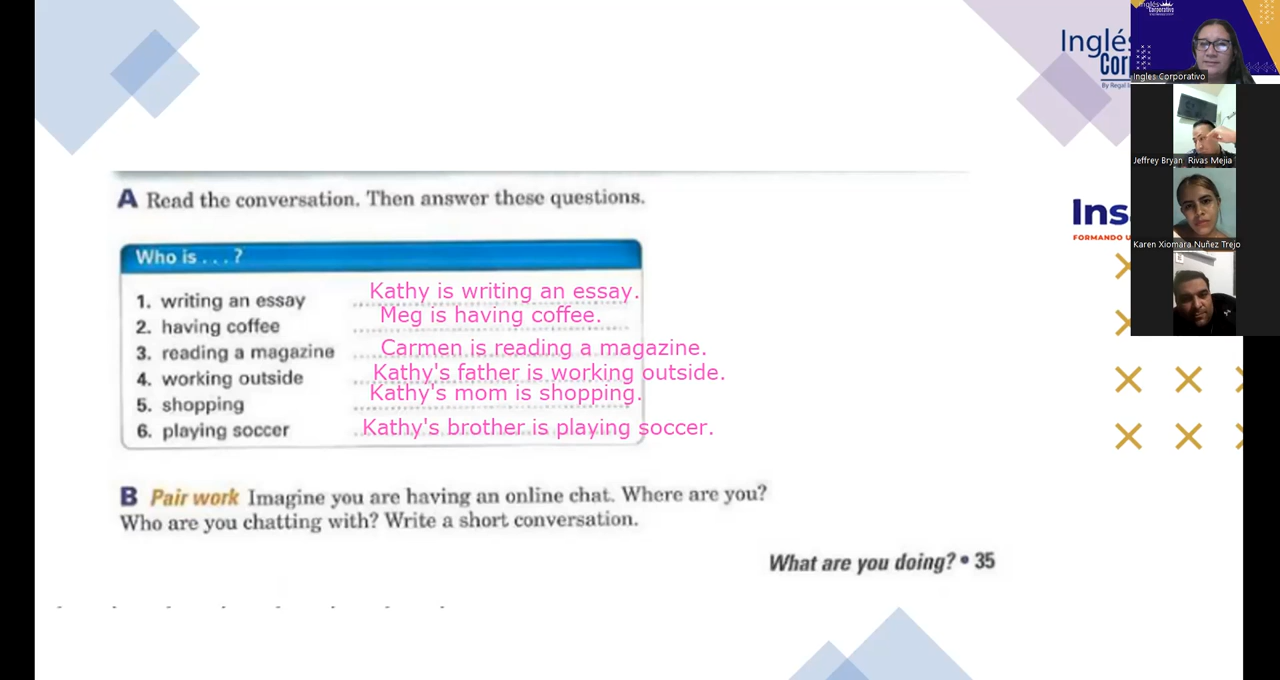 Inglés
Corporativo
Ingles Corporativo
By Regal
Jeffrey Bryan Rivas Mejia
Karen Xiomara Nuñez Trejo
A Read the conversation. Then answer these questions.
Who is . . . ?
1. writing an essay Kathy is writing an essay.
2. having coffee Meg is having coffee.
3. reading a magazine Carmen is reading a magazine.
4. working outside Kathy's father is working outside.
5. shopping Kathy's mom is shopping.
6. playing soccer Kathy's brother is playing soccer.
B Pair work Imagine you are having an online chat. Where are you?
Who are you chatting with? Write a short conversation.
What are you doing? • 35